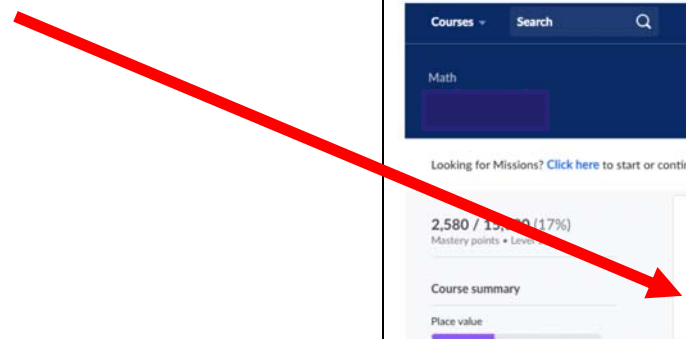 Courses Search
Math
Looking for Missions? Click here to start or
2,580 / (17%)
Mastery points • Level
Course summary
Place value